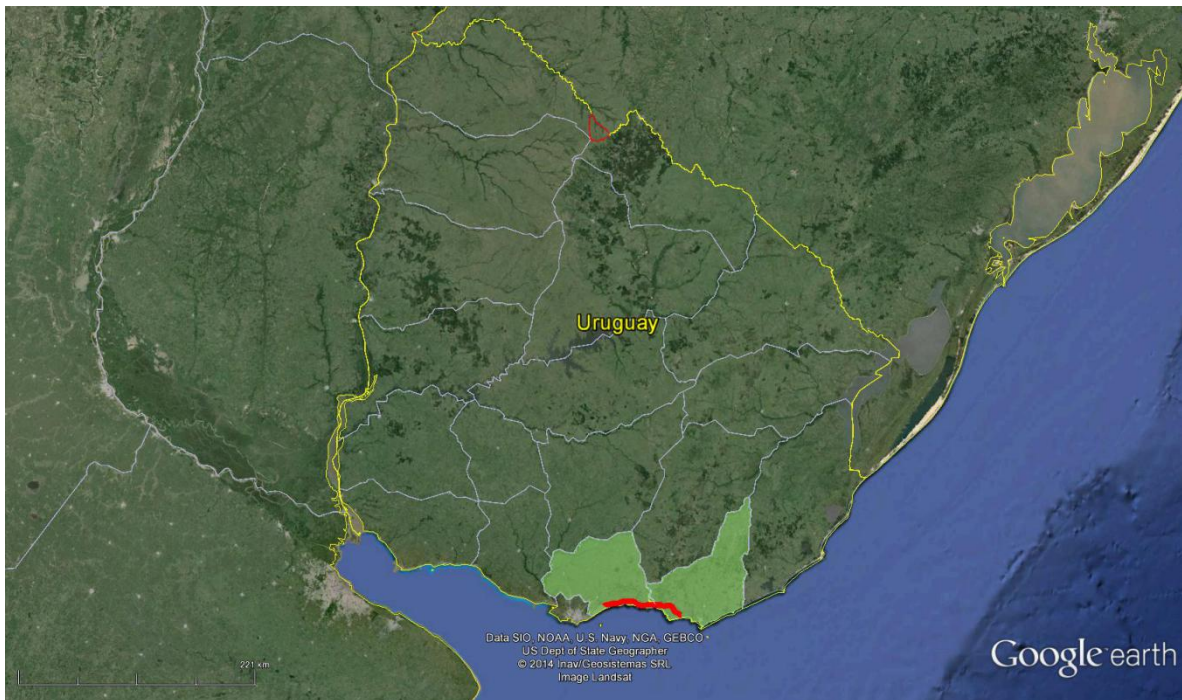 Uruguay
Data SIO, NOAA, U.S. Navy, NGA, GEBCO
US Dept of State Geographer
© 2014 Inav/Geosistemas SRL
Image Landsat
221 km
Google earth